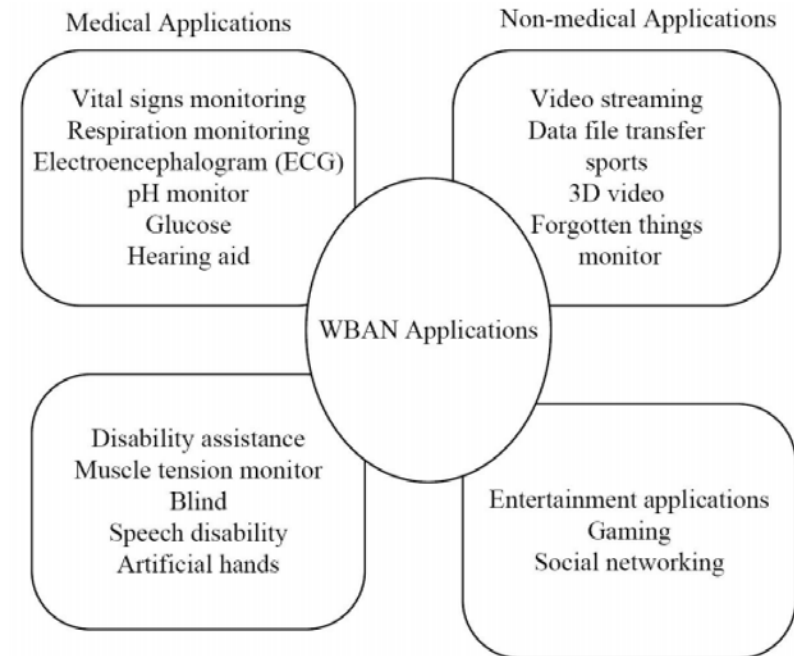 Medical Applications
Non-medical Applications
Vital signs monitoring
Respiration monitoring
Electroencephalogram (ECG)
pH monitor
Glucose
Hearing aid
Video streaming
Data file transfer
sports
3D video
Forgotten things
monitor
WBAN Applications
Disability assistance
Muscle tension monitor
Blind
Speech disability
Artificial hands
Entertainment applications
Gaming
Social networking